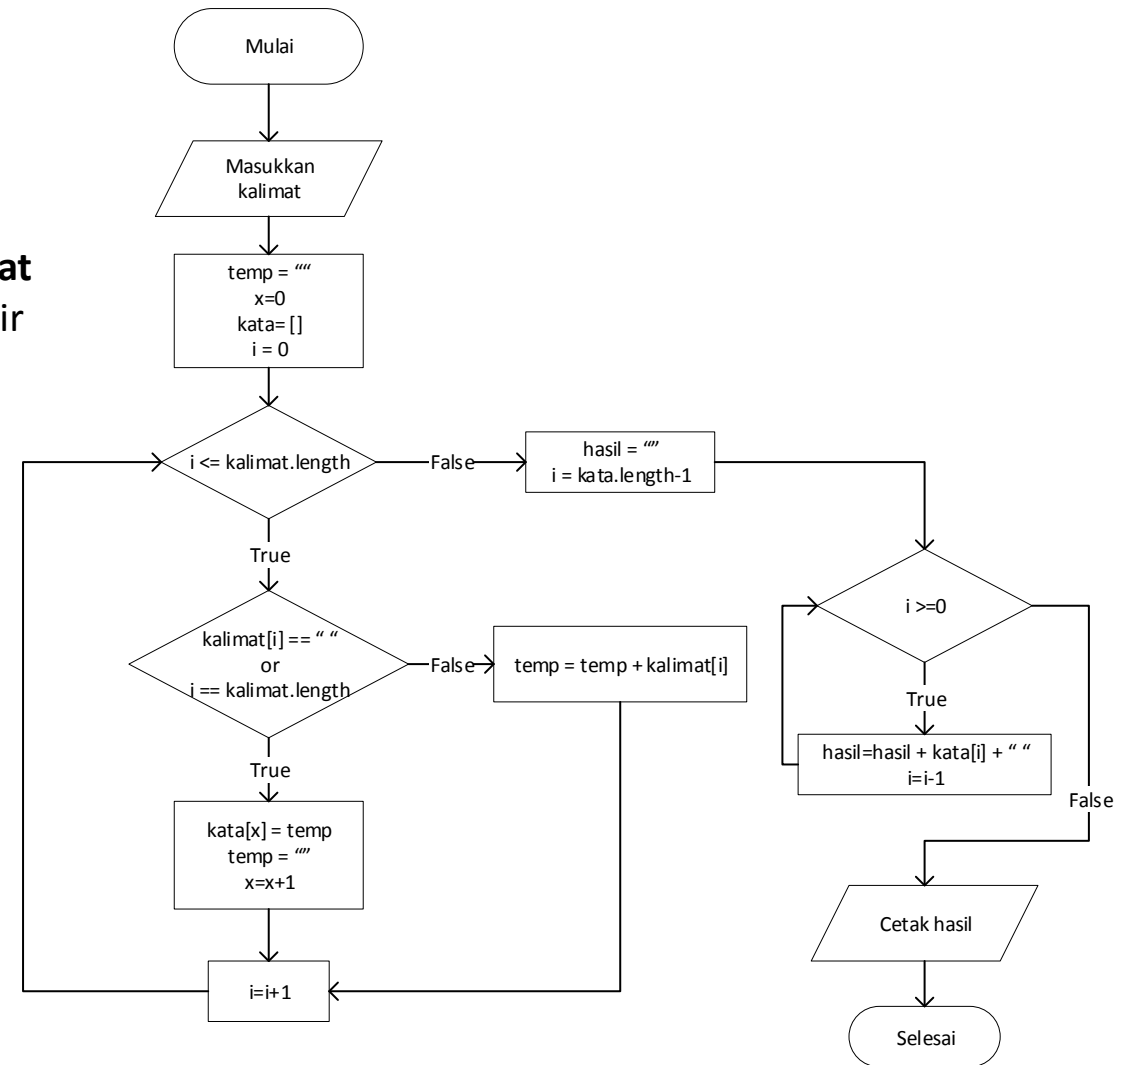 Mulai
Masukkan
kalimat
at
ir
temp = ““
x=0
kata= [ ]
i = 0
i <= kalimat.length
False
hasil = “”
i = kata.length-1
True
kalimat[i] == “ “
or
i == kalimat.length
False
temp = temp + kalimat[i]
True
kata[x] = temp
temp = “”
x=x+1
i=i+1
i >=0
True
hasil=hasil + kata[i] + “ “
i=i-1
False
Cetak hasil
Selesai